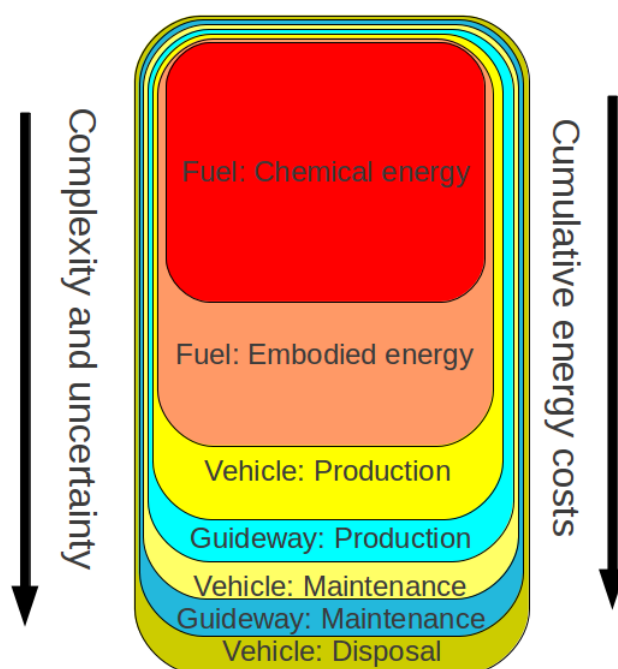 Complexity and uncertainty
Fuel: Chemical energy
Fuel: Embodied energy
Vehicle: Production
Guideway: Production
Vehicle: Maintenance
Guideway: Maintenance
Vehicle: Disposal
Cumulative energy costs